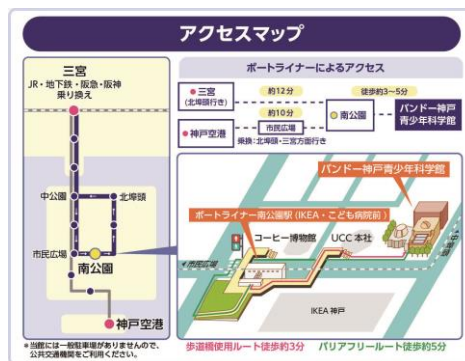 アクセスマップ
三宮
JR・地下鉄・阪急・阪神
乗り換え
中公園
北埠頭
市民広場
南公園
神戸空港
*当館には一般駐車場がありませんので、
公共交通機関をご利用ください。
ポートライナーによるアクセス
三宮
(北埠頭行き)
約12分
神戸空港
約10分
市民広場
乗換:北埠頭・三宮方面行き
南公園
徒歩約3~5分
バンドー神戸
青少年科学館
バンドー神戸青少年科学館
ポートライナー南公園駅(IKEA・こども病院前)
コーヒー博物館
UCC本社
市民広場
中埠頭
IKEA神戸
歩道橋使用ルート徒歩約3分
バリアフリールート徒歩約5分